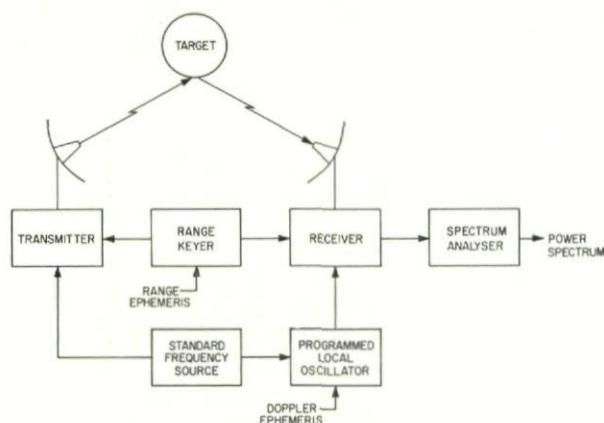 TARGET
TRANSMITTER
RANGE
KEYER
RECEIVER
SPECTRUM
ANALYSER
POWER
SPECTRUM
RANGE
EPHEMERIS
STANDARD
FREQUENCY
SOURCE
PROGRAMMED
LOCAL
OSCILLATOR
DOPPLER
EPHEMERIS